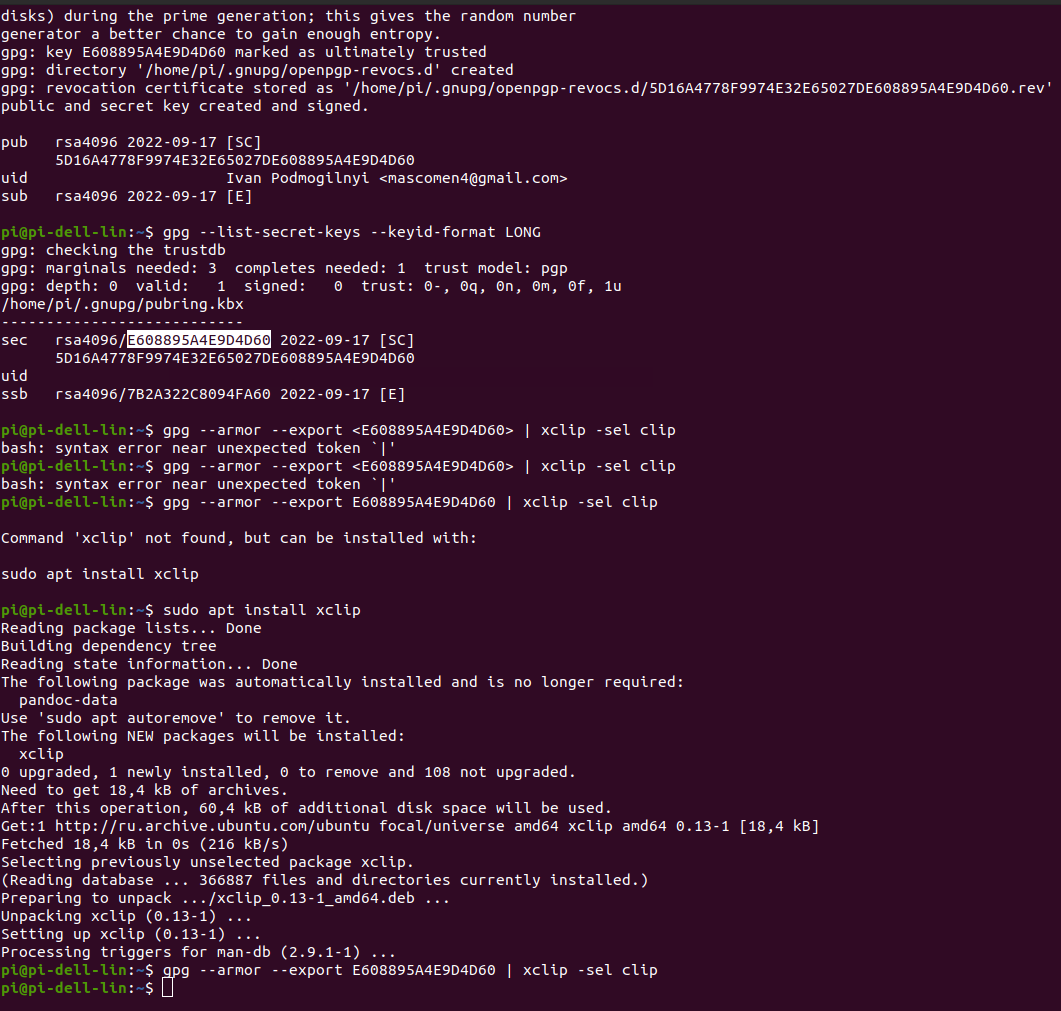 disks) during the prime generation; this gives the random number
generator a better chance to gain enough entropy.
gpg: key E608895A4E9D4D60 marked as ultimately trusted
gpg: directory '/home/pi/.gnupg/openpgp-revocs.d' created
gpg: revocation certificate stored as '/home/pi/.gnupg/openpgp-revocs.d/5D16A4778F9974E32E65027DE608895A4E9D4D60.rev'
public and secret key created and signed.
pub   rsa4096 2022-09-17 [SC]
      5D16A4778F9974E32E65027DE608895A4E9D4D60
uid                      Ivan Podmogilnyi <mascomen4@gmail.com>
sub   rsa4096 2022-09-17 [E]
pi@pi-dell-lin:~$ gpg --list-secret-keys --keyid-format LONG
gpg: checking the trustdb
gpg: marginals needed: 3  completes needed: 1  trust model: pgp
gpg: depth: 0  valid:   1  signed:   0  trust: 0-, 0q, 0n, 0m, 0f, 1u
/home/pi/.gnupg/pubring.kbx
---------------------------
sec   rsa4096/E608895A4E9D4D60 2022-09-17 [SC]
      5D16A4778F9974E32E65027DE608895A4E9D4D60
uid
ssb   rsa4096/7B2A322C8094FA60 2022-09-17 [E]
pi@pi-dell-lin:~$ gpg --armor --export <E608895A4E9D4D60> | xclip -sel clip
bash: syntax error near unexpected token `|'
pi@pi-dell-lin:~$ gpg --armor --export <E608895A4E9D4D60> | xclip -sel clip
bash: syntax error near unexpected token `|'
pi@pi-dell-lin:~$ gpg --armor --export E608895A4E9D4D60 | xclip -sel clip
Command 'xclip' not found, but can be installed with:
sudo apt install xclip
pi@pi-dell-lin:~$ sudo apt install xclip
Reading package lists... Done
Building dependency tree
Reading state information... Done
The following package was automatically installed and is no longer required:
  pandoc-data
Use 'sudo apt autoremove' to remove it.
The following NEW packages will be installed:
  xclip
0 upgraded, 1 newly installed, 0 to remove and 108 not upgraded.
Need to get 18,4 kB of archives.
After this operation, 60,4 kB of additional disk space will be used.
Get:1 http://ru.archive.ubuntu.com/ubuntu focal/universe amd64 xclip amd64 0.13-1 [18,4 kB]
Fetched 18,4 kB in 0s (216 kB/s)
Selecting previously unselected package xclip.
(Reading database ... 366887 files and directories currently installed.)
Preparing to unpack .../xclip_0.13-1_amd64.deb ...
Unpacking xclip (0.13-1) ...
Setting up xclip (0.13-1) ...
Processing triggers for man-db (2.9.1-1) ...
pi@pi-dell-lin:~$ gpg --armor --export E608895A4E9D4D60 | xclip -sel clip
pi@pi-dell-lin:~$